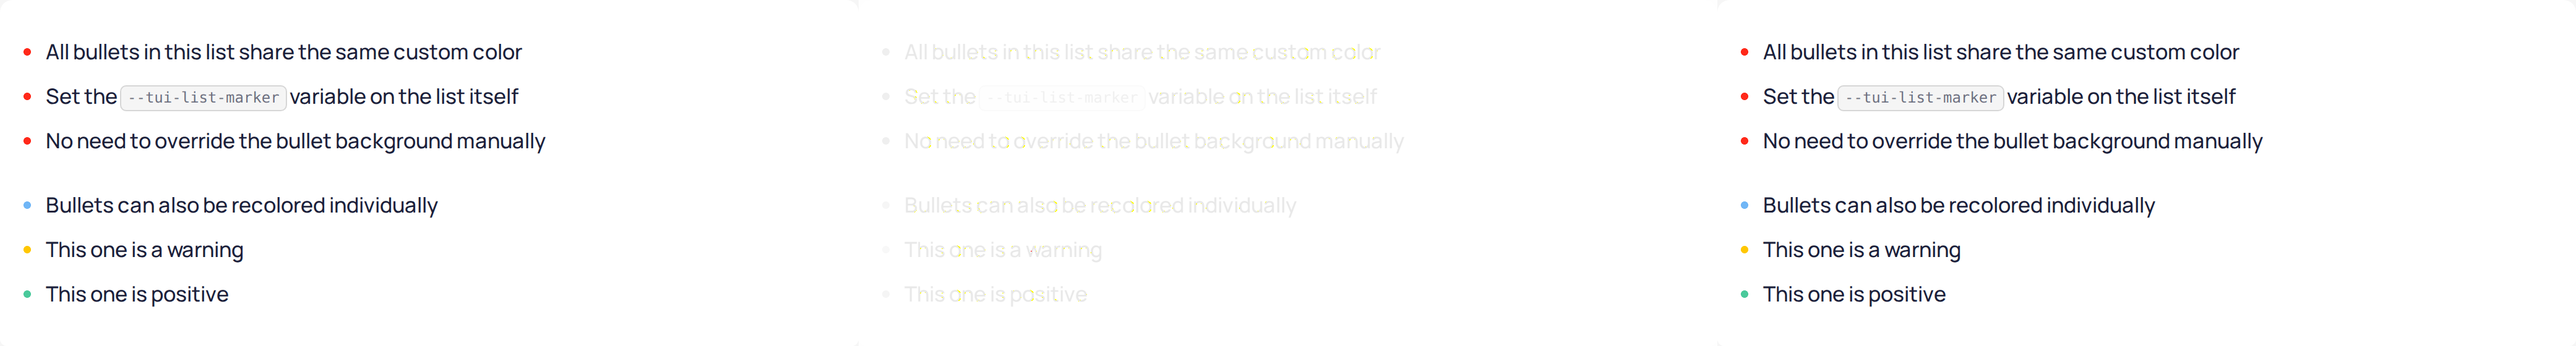 All bullets in this list share the same custom color
Set the --tui-list-marker variable on the list itself
No need to override the bullet background manually
Bullets can also be recolored individually
This one is a warning
This one is positive
All bullets in this list share the same custom color
Set the --tui-list-marker variable on the list itself
No need to override the bullet background manually
Bullets can also be recolored individually
This one is a warning
This one is positive
All bullets in this list share the same custom color
Set the --tui-list-marker variable on the list itself
No need to override the bullet background manually
Bullets can also be recolored individually
This one is a warning
This one is positive